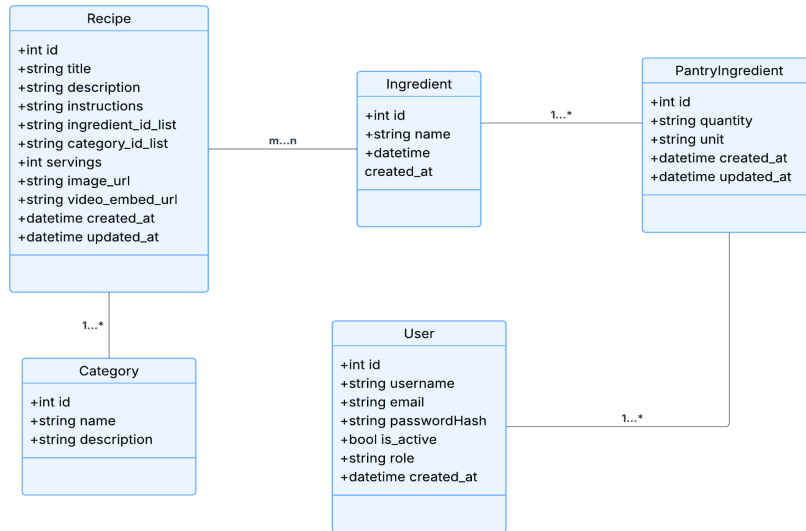 Recipe
+int id
+string title
+string description
+string instructions
+string ingredient_id_list
+string category_id_list
+int servings
+string image_url
+string video_embed_url
+datetime created_at
+datetime updated_at
m...n
Ingredient
+int id
+string name
+datetime
created_at
1...*
PantryIngredient
+int id
+string quantity
+string unit
+datetime created_at
+datetime updated_at
1...*
Category
+int id
+string name
+string description
User
+int id
+string username
+string email
+string passwordHash
+bool is_active
+string role
+datetime created_at
1...*